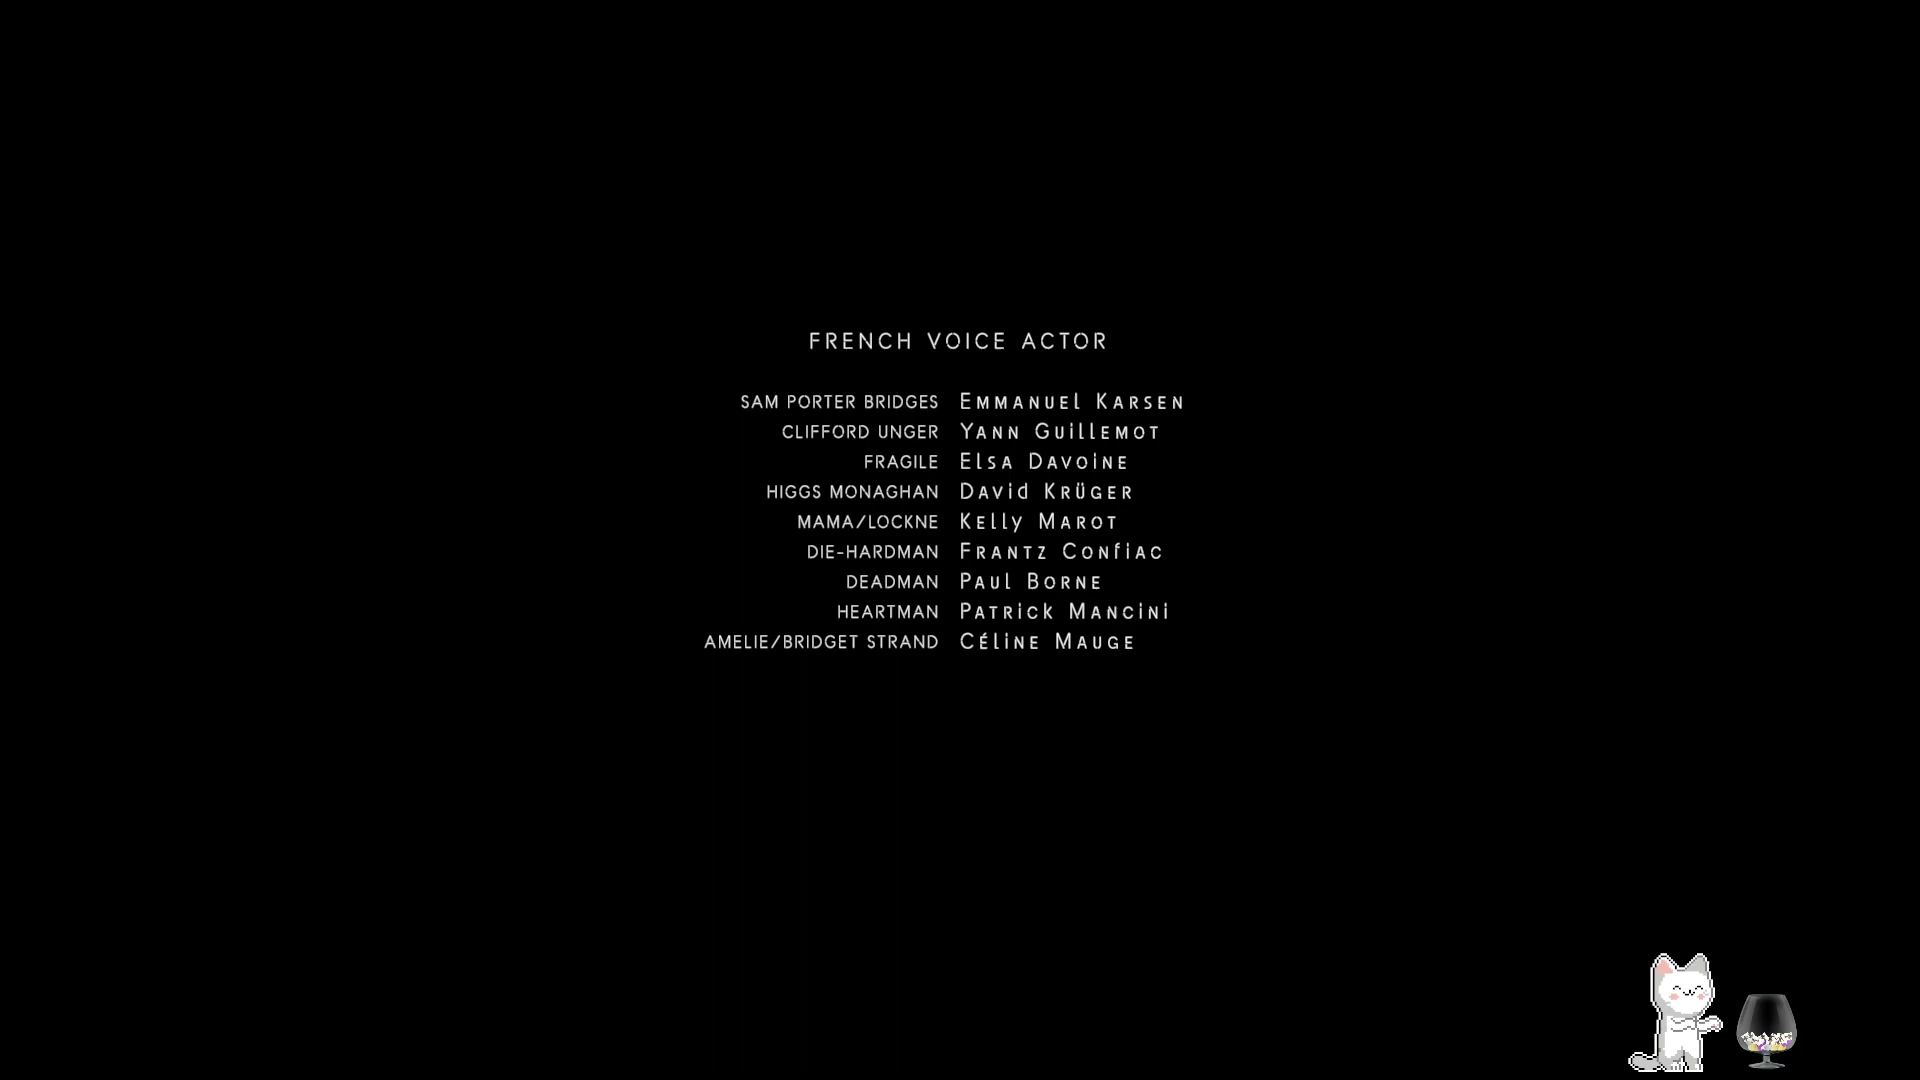 FRENCH VOICE ACTOR
SAM PORTER BRIDGES Emmanuel Karsen
CLIFFORD UNGER Yann Guillemot
FRAGILE Elsa Davoine
HIGGS MONAGHAN David Krüger
MAMA/LOCKNE Kelly Marot
DIE-HARDMAN Frantz Confiac
DEADMAN Paul Borne
HEARTMAN Patrick Mancini
AMELIE/BRIDGET STRAND Céline Mauge